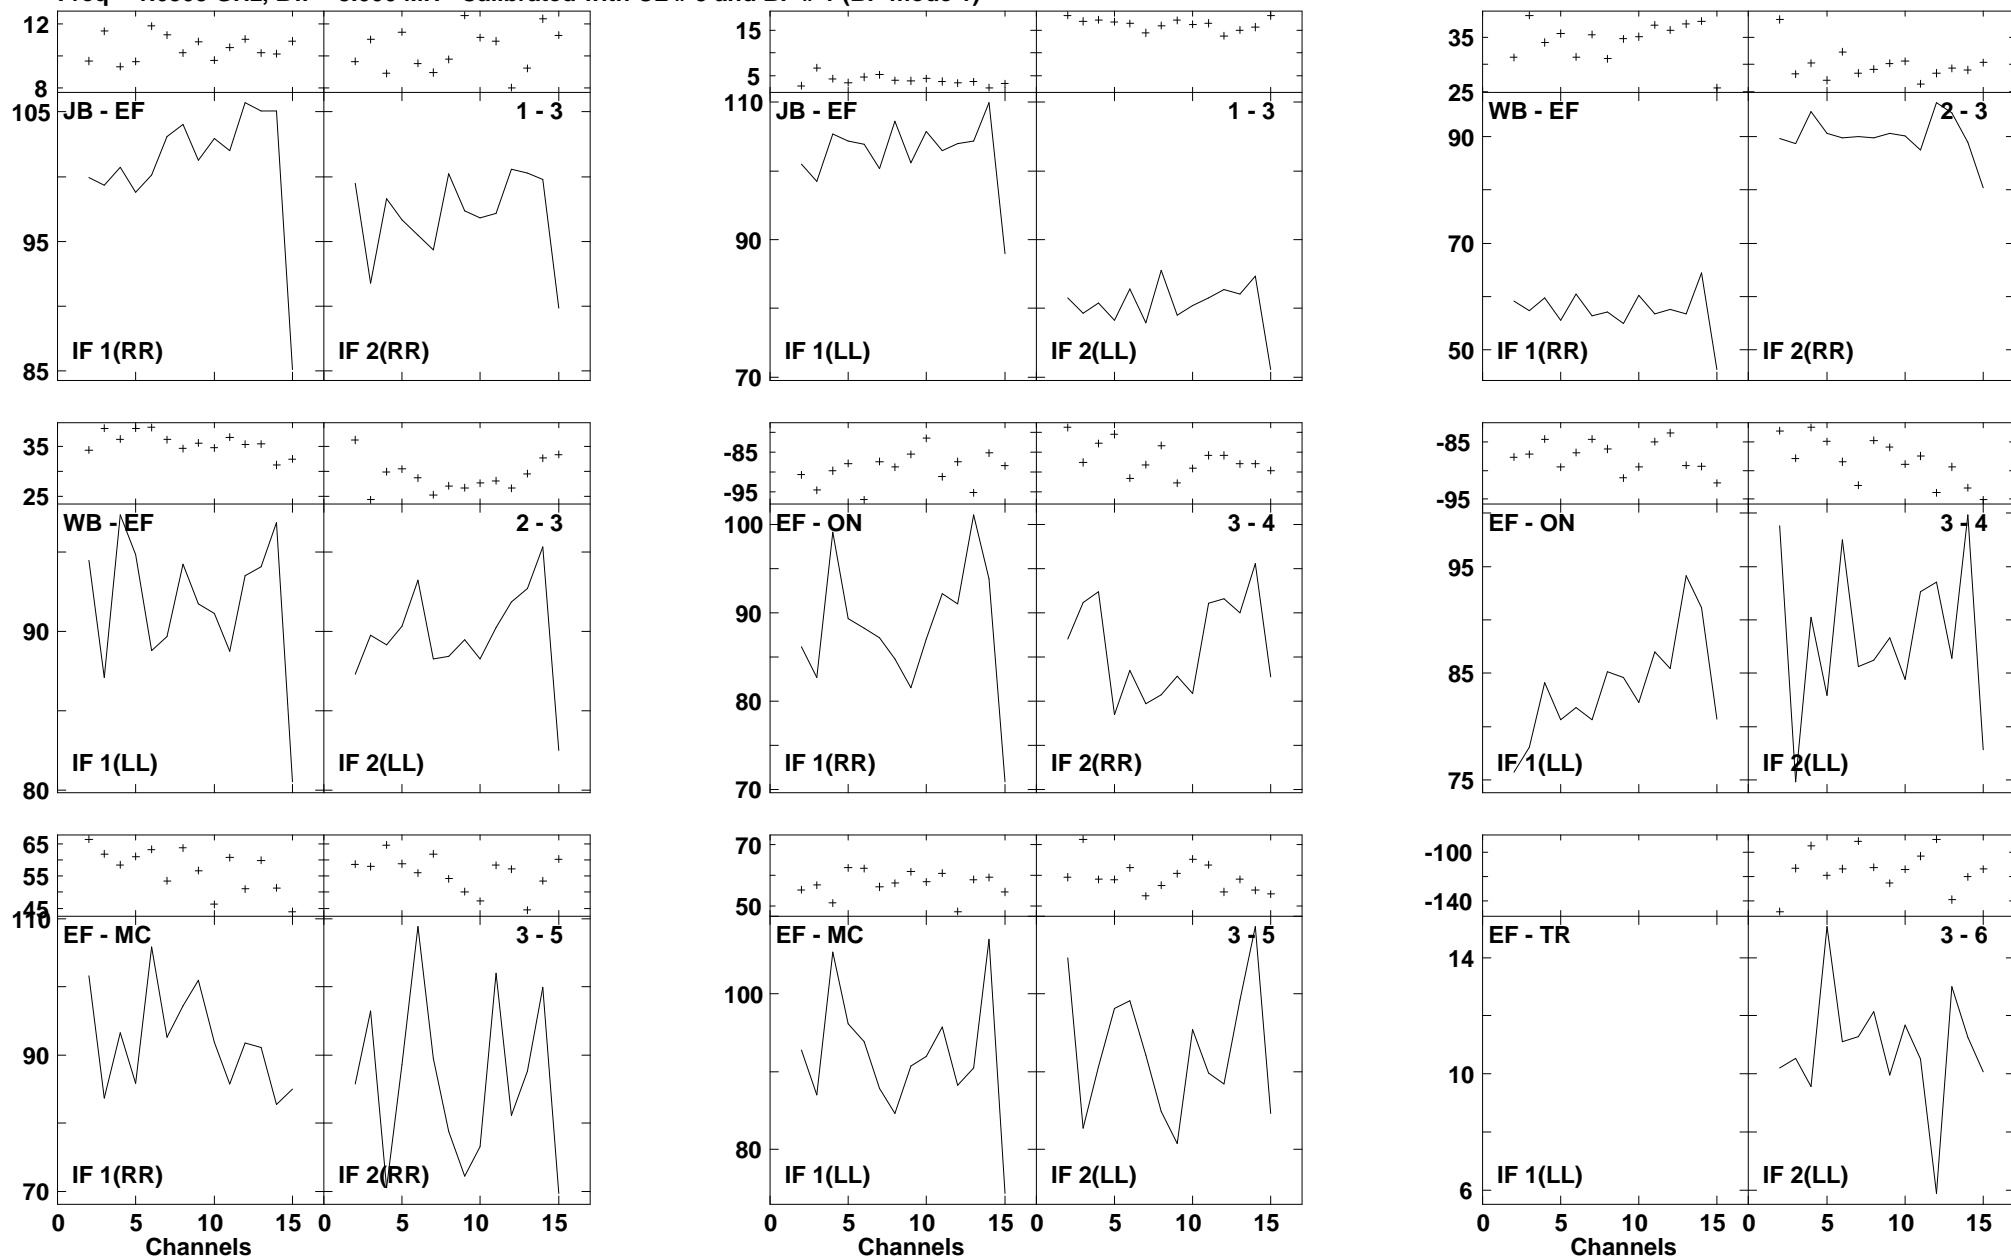 Calibrated with CL # and BP # (BP mode 1)
12
8
105
95
85
JB - EF
1 - 3
IF 1(RR)
IF 2(RR)
15
5
110
90
70
JB - EF
1 - 3
IF 1(LL)
IF 2(LL)
35
25
90
70
50
WB - EF
2 - 3
IF 1(RR)
IF 2(RR)
35
25
90
80
WB - EF
2 - 3
IF 1(LL)
IF 2(LL)
-85
-95
100
90
80
70
EF - ON
3 - 4
IF 1(RR)
IF 2(RR)
-85
-95
95
85
75
EF - ON
3 - 4
IF 1(LL)
IF 2(LL)
65
55
45
110
90
70
EF - MC
3 - 5
IF 1(RR)
IF 2(RR)
0 5 10 15 0 5 10 15
Channels
70
50
100
80
EF - MC
3 - 5
IF 1(LL)
IF 2(LL)
0 5 10 15 0 5 10 15
Channels
-100
-140
14
10
6
EF - TR
3 - 6
IF 1(LL)
IF 2(LL)
0 5 10 15 0 5 10 15
Channels